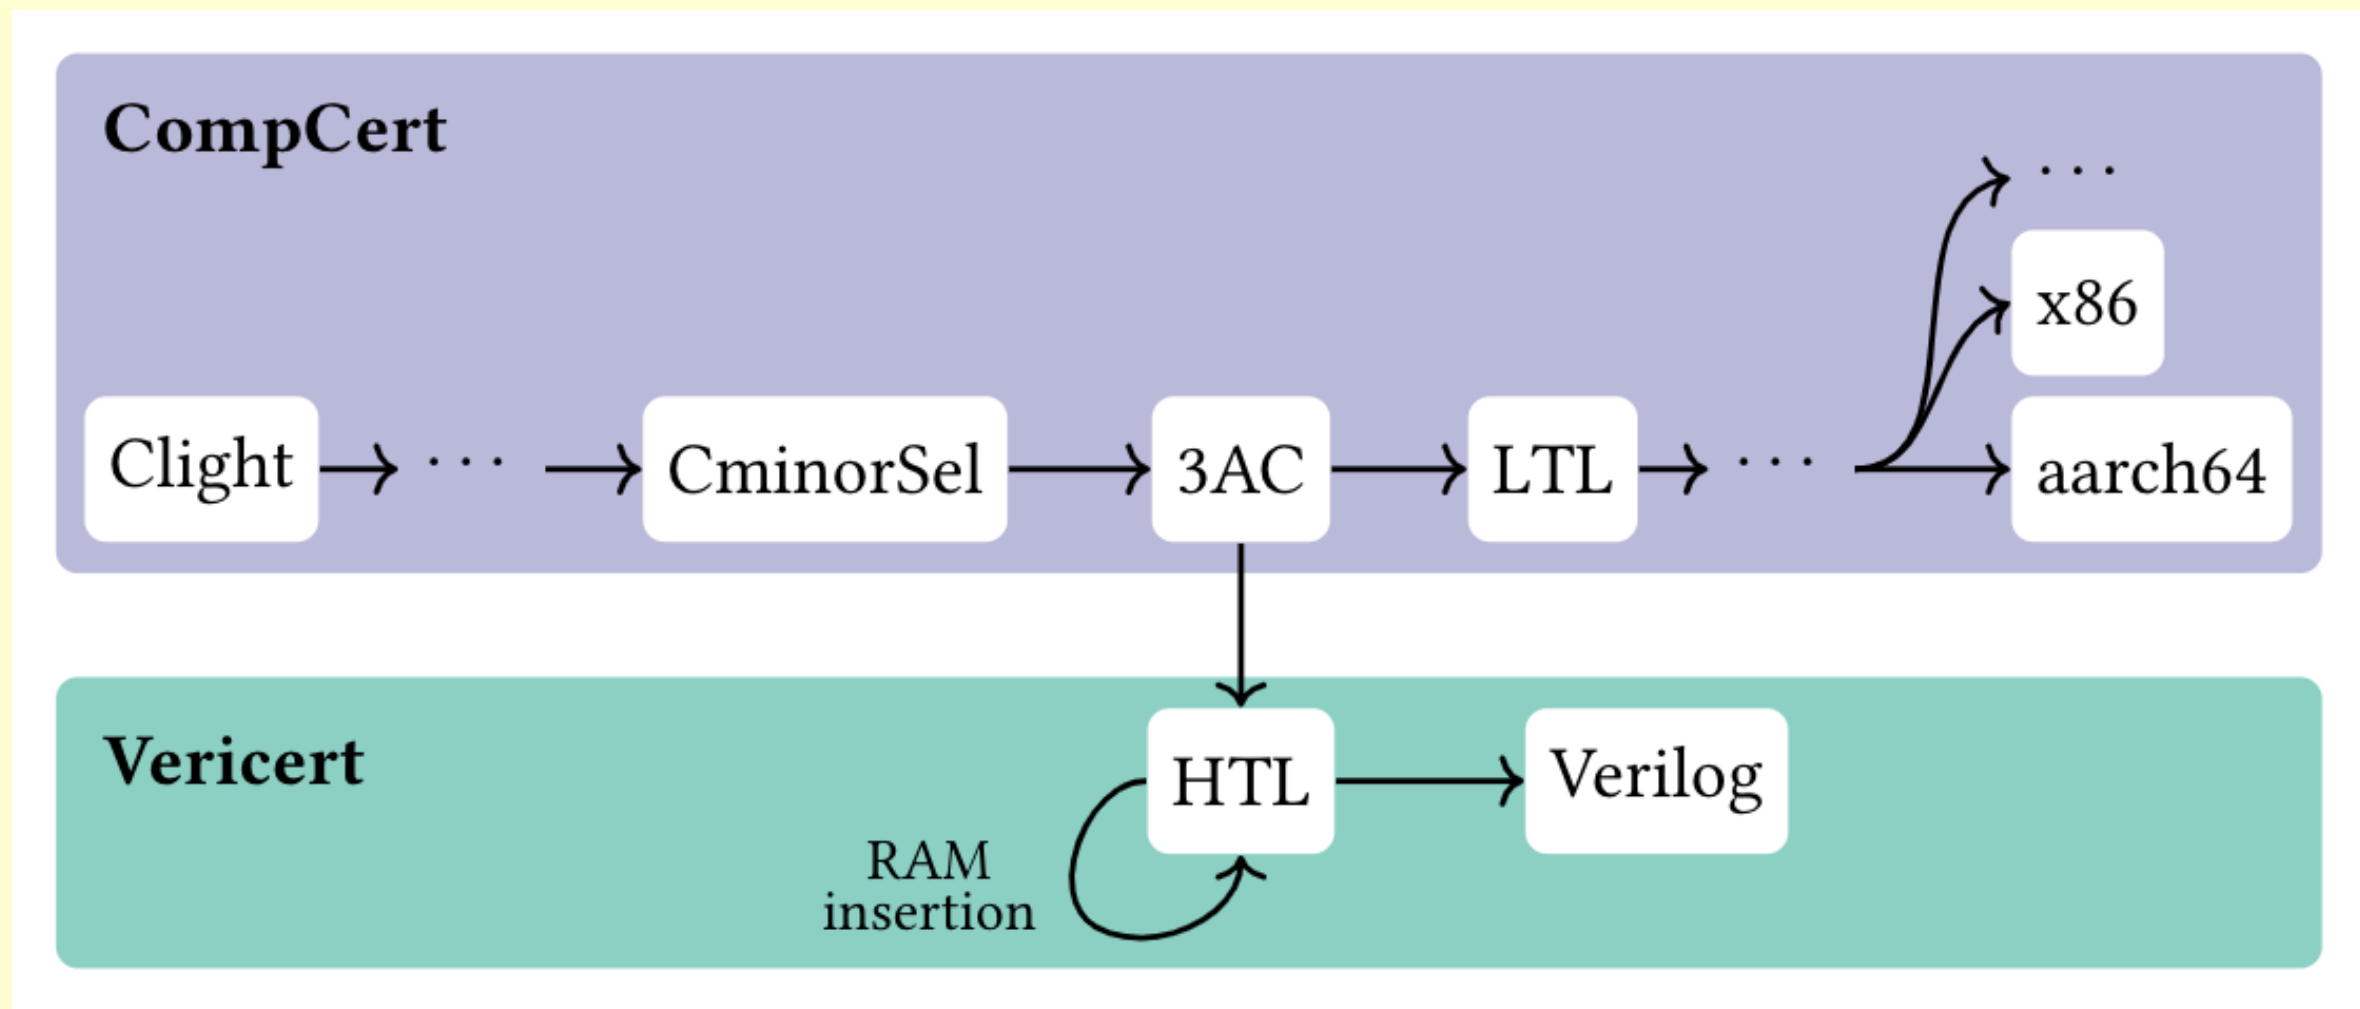 CompCert
· · ·
x86
Clight
· · ·
CminorSel
3AC
LTL
· · ·
aarch64
Vericert
HTL
Verilog
RAM
insertion